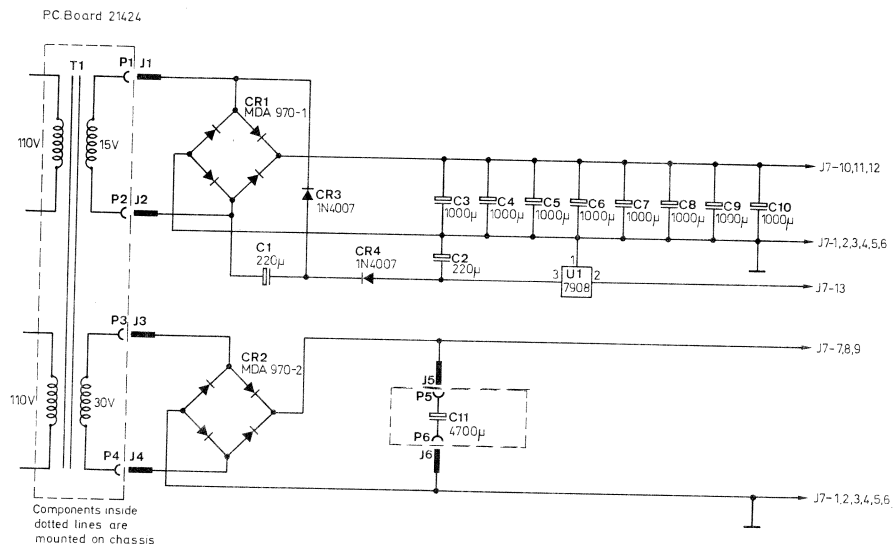 PC.Board 21424
T1
P1 J1
110V
15V
P2 J2
CR1
MDA 970-1
CR3
1N4007
C1
220µ
CR4
1N4007
C3
1000µ
C4
1000µ
C5
1000µ
C6
1000µ
C7
1000µ
C8
1000µ
C9
1000µ
C10
1000µ
C2
220µ
1
3 U1 2
7908
J7-10,11,12
J7-1,2,3,4,5,6
J7-13
P3 J3
110V
30V
P4 J4
CR2
MDA 970-2
J5
P5
C11
4700µ
P6
J6
J7-7,8,9
J7-1,2,3,4,5,6
Components inside
dotted lines are
mounted on chassis